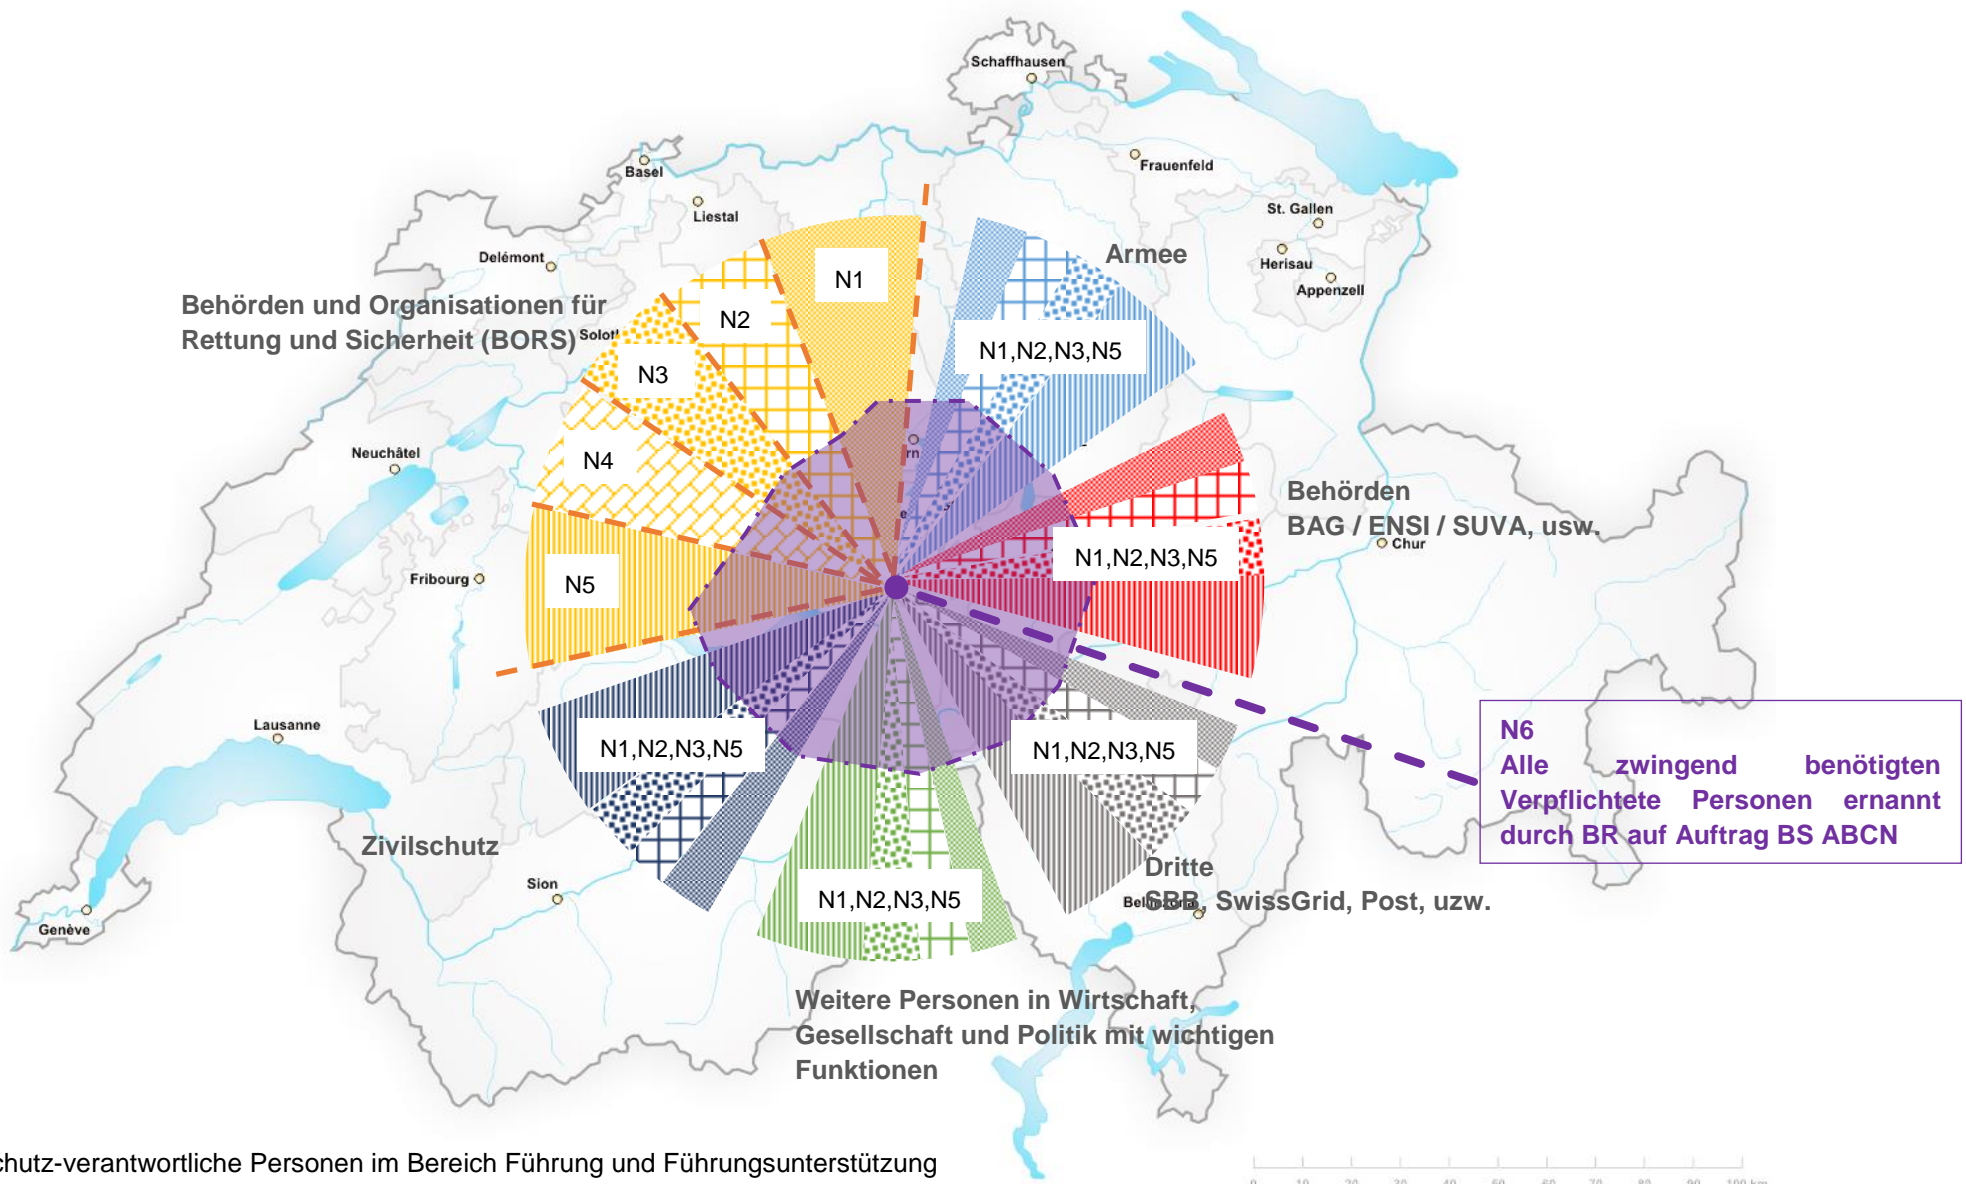 Schaffhausen
Basel
Frauenfeld
Liestal
St. Gallen
Delémont
Herisau
Appenzell
Armee
N1
Behörden und Organisationen für
Rettung und Sicherheit (BORS)
N2
N1,N2,N3,N5
N3
Neuchâtel
N4
Behörden
BAG / ENSI / SUVA, usw.
Chur
N1,N2,N3,N5
Fribourg
N5
Lausanne
N1,N2,N3,N5
N1,N2,N3,N5
N6
Alle zwingend benötigten
Verpflichtete Personen ernannt
durch BR auf Auftrag BS ABCN
Zivilschutz
Sion
N1,N2,N3,N5
Dritte
SBB, SwissGrid, Post, uzw.
Genève
Weitere Personen in Wirtschaft,
Gesellschaft und Politik mit wichtigen
Funktionen
chutz-verantwortliche Personen im Bereich Führung und Führungsunterstützung